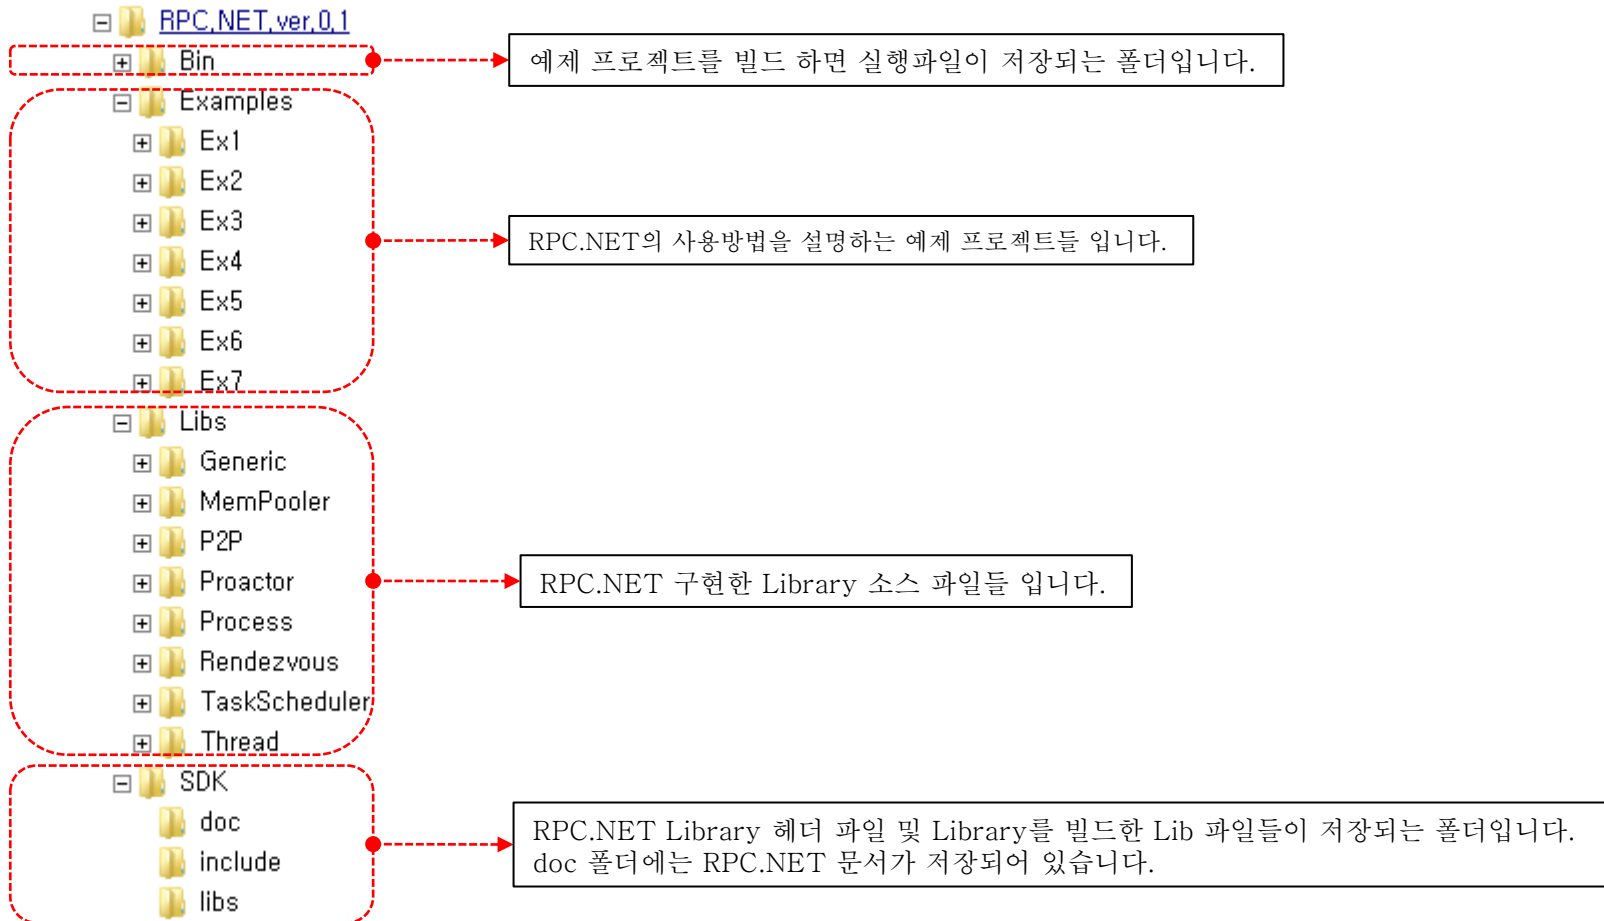 RPC,NET,ver,0,1
Bin
예제 프로젝트를 빌드 하면 실행파일이 저장되는 폴더입니다.
Examples
Ex1
Ex2
Ex3
RPC.NET의 사용방법을 설명하는 예제 프로젝트들 입니다.
Ex4
Ex5
Ex6
Ex7
Libs
Generic
MemPooler
P2P
Proactor
RPC.NET 구현한 Library 소스 파일들 입니다.
Process
Rendezvous
TaskScheduler
Thread
SDK
doc
RPC.NET Library 헤더 파일 및 Library를 빌드한 Lib 파일들이 저장되는 폴더입니다.
doc 폴더에는 RPC.NET 문서가 저장되어 있습니다.
include
libs